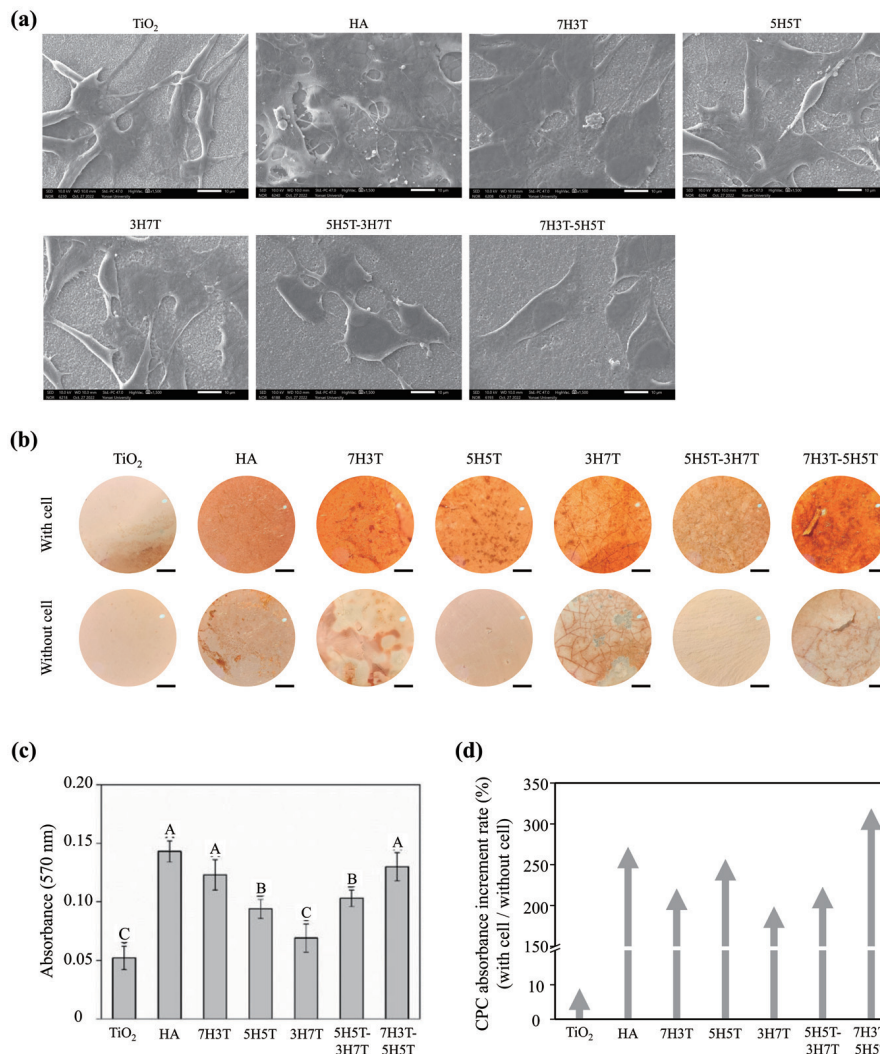 (a)
TiO₂ HA 7H3T 5H5T
3H7T 5H5T-3H7T 7H3T-5H5T
(b)
TiO₂ HA 7H3T 5H5T 3H7T 5H5T-3H7T 7H3T-5H5T
With cell
Without cell
(c)
Absorbance (570 nm)
0.20
0.15
0.10
0.05
0
C A A B C B A
TiO₂ HA 7H3T 5H5T 3H7T 5H5T- 7H3T-
3H7T 5H5T
(d)
CPC absorbance increment rate (%)
(with cell / without cell)
350
300
250
200
150
10
0
TiO₂ HA 7H3T 5H5T 3H7T 5H5T- 7H3T-
3H7T 5H5T